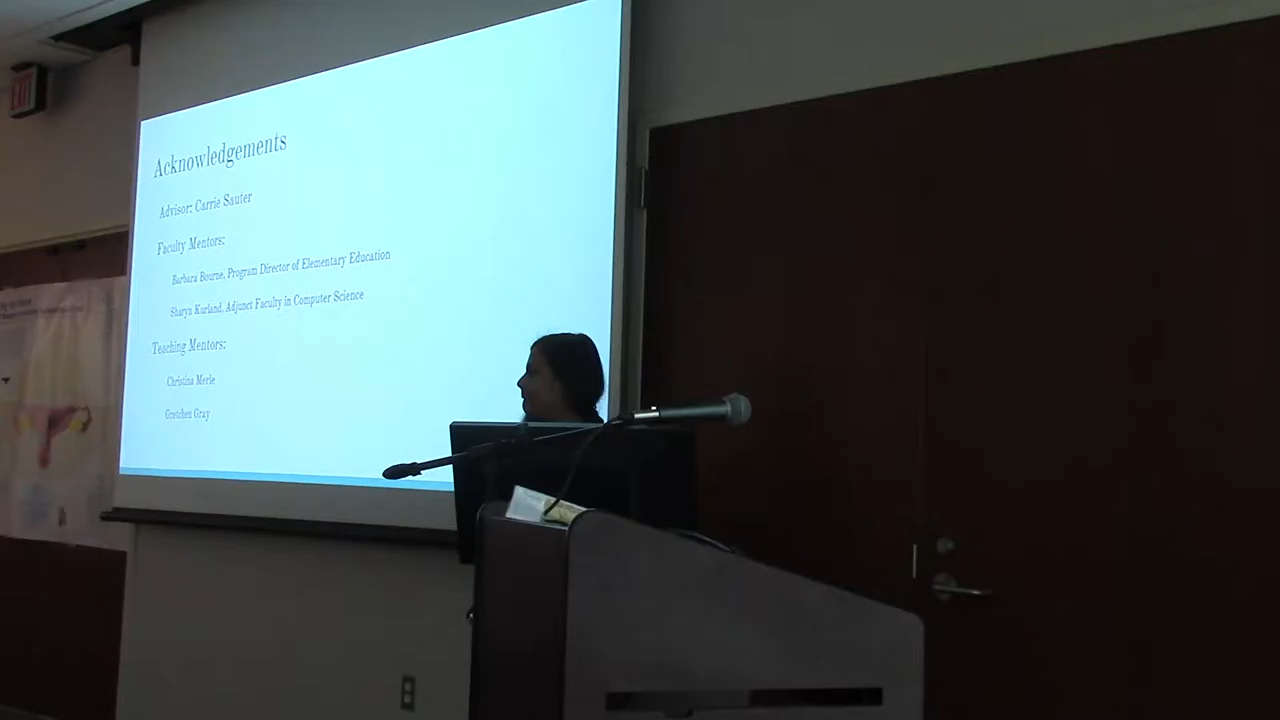 EXIT
Acknowledgements
Advisor: Carrie Sauter
Faculty Mentors:
Barbara Bourne, Program Director of Elementary Education
Sharyn Kurland, Adjunct Faculty in Computer Science
Teaching Mentors:
Christina Merle
Gretchen Gray